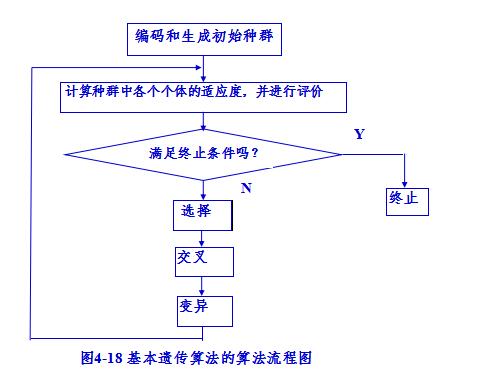 编码和生成初始种群
计算种群中各个个体的适应度，并进行评价
满足终止条件吗？
Y
N
终止
选择
交叉
变异
图4-18 基本遗传算法的算法流程图